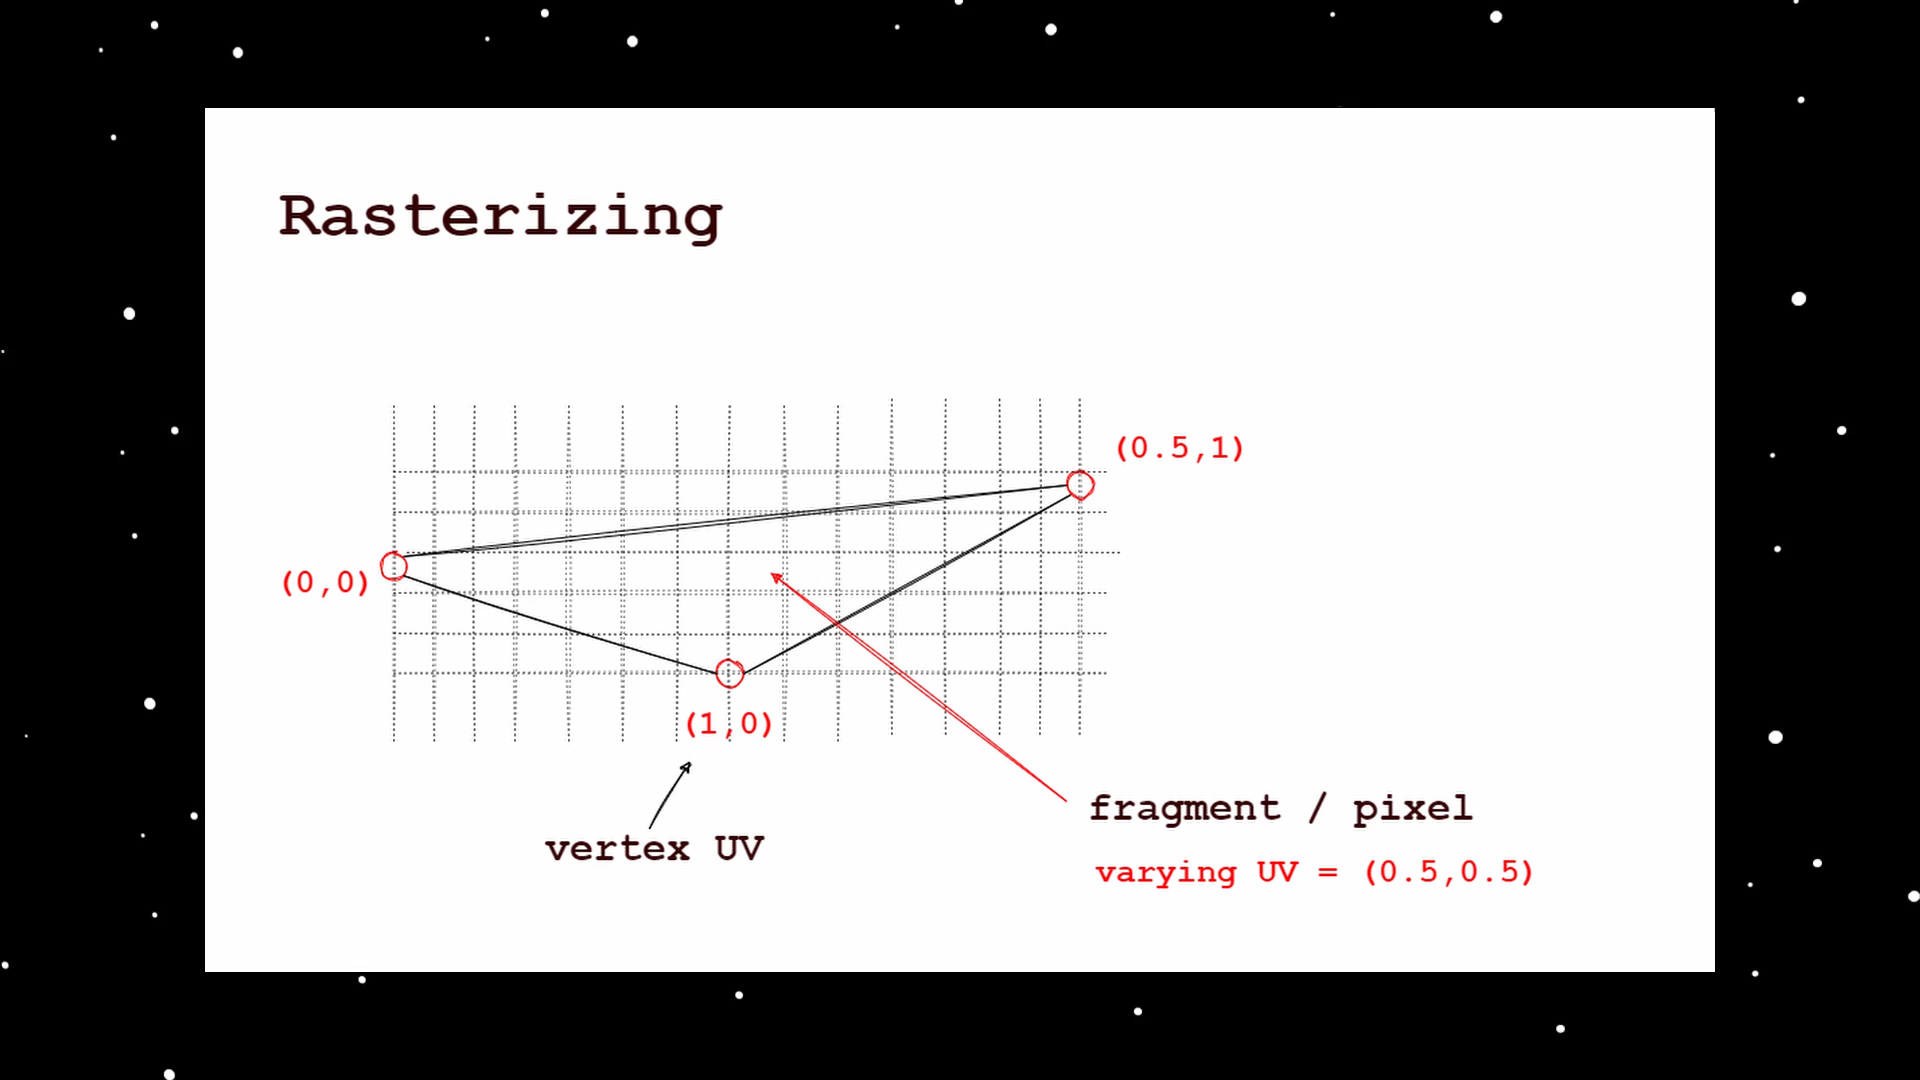 Rasterizing
(0.5,1)
(0,0)
(1,0)
vertex UV
fragment / pixel
varying UV = (0.5,0.5)